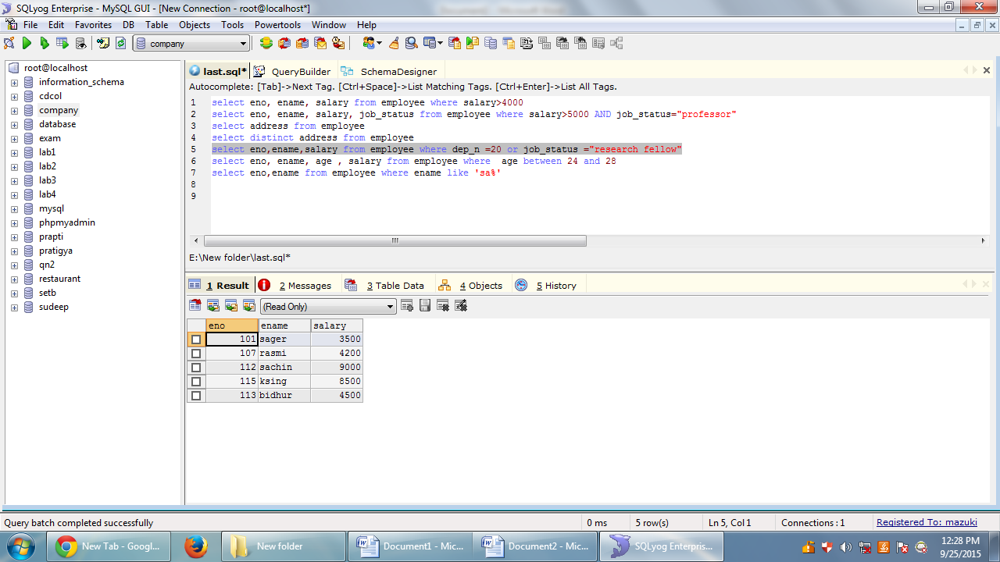 SQLyog Enterprise - MySQL GUI - [New Connection - root@localhost*]
File Edit Favorites DB Table Objects Tools Powertools Window Help
company
root@localhost
information_schema
cdcol
company
database
exam
lab1
lab2
lab3
lab4
mysql
phpmyadmin
prapti
pratigya
qn2
restaurant
setb
sudeep
last.sql* QueryBuilder SchemaDesigner
Autocomplete: [Tab]->Next Tag. [Ctrl+Space]->List Matching Tags. [Ctrl+Enter]->List All Tags.
1 select eno, ename, salary from employee where salary>4000
2 select eno, ename, salary, job_status from employee where salary>5000 AND job_status="professor"
3 select address from employee
4 select distinct address from employee
5 select eno,ename,salary from employee where dep_n =20 or job_status ="research fellow"
6 select eno, ename, age , salary from employee where  age between 24 and 28
7 select eno,ename from employee where ename like 'sa%'
8
9
E:\New folder\last.sql*
1 Result 2 Messages 3 Table Data 4 Objects 5 History
(Read Only)
eno ename salary
101 sager 3500
107 rasmi 4200
112 sachin 9000
115 ksing 8500
113 bidhur 4500
Query batch completed successfully 0 ms 5 row(s) Ln 5, Col 1 Connections : 1 Registered To: mazuki
New Tab - Googl... New folder Document1 - Mic... Document2 - Mic... SQLyog Enterpris...
12:28 PM
9/25/2015